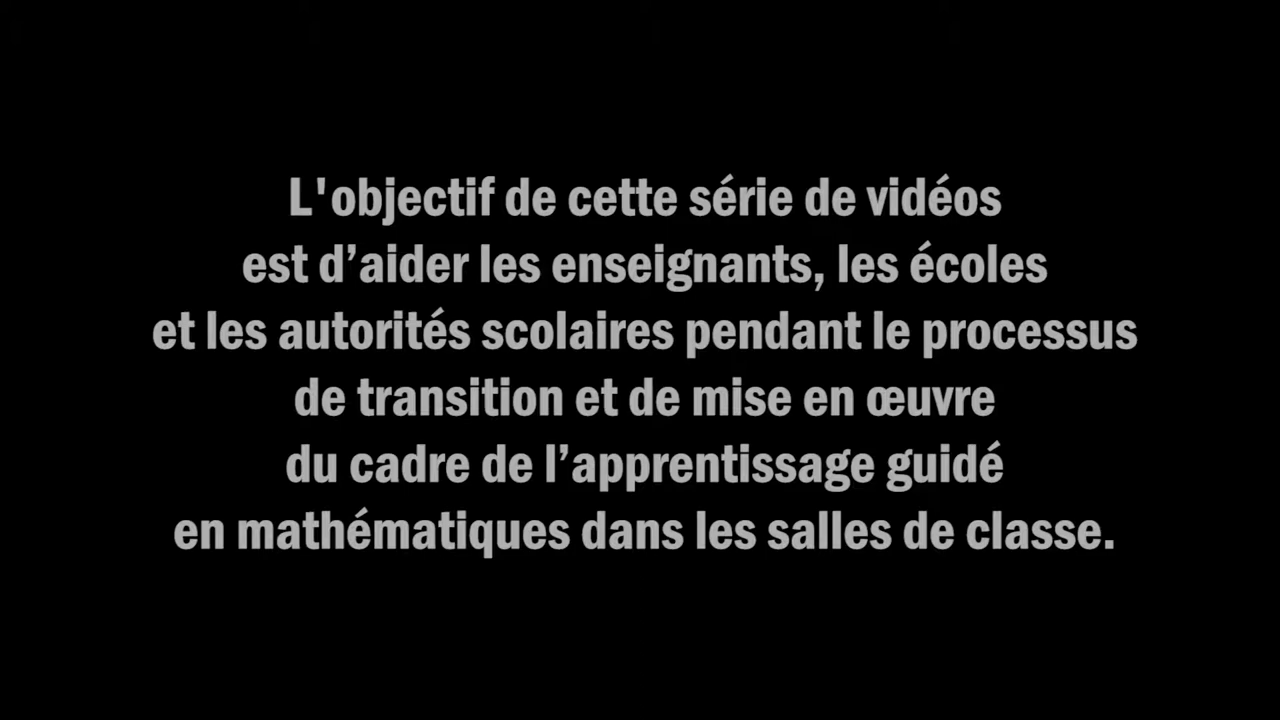 L'objectif de cette série de vidéos
est d’aider les enseignants, les écoles
et les autorités scolaires pendant le processus
de transition et de mise en œuvre
du cadre de l’apprentissage guidé
en mathématiques dans les salles de classe.